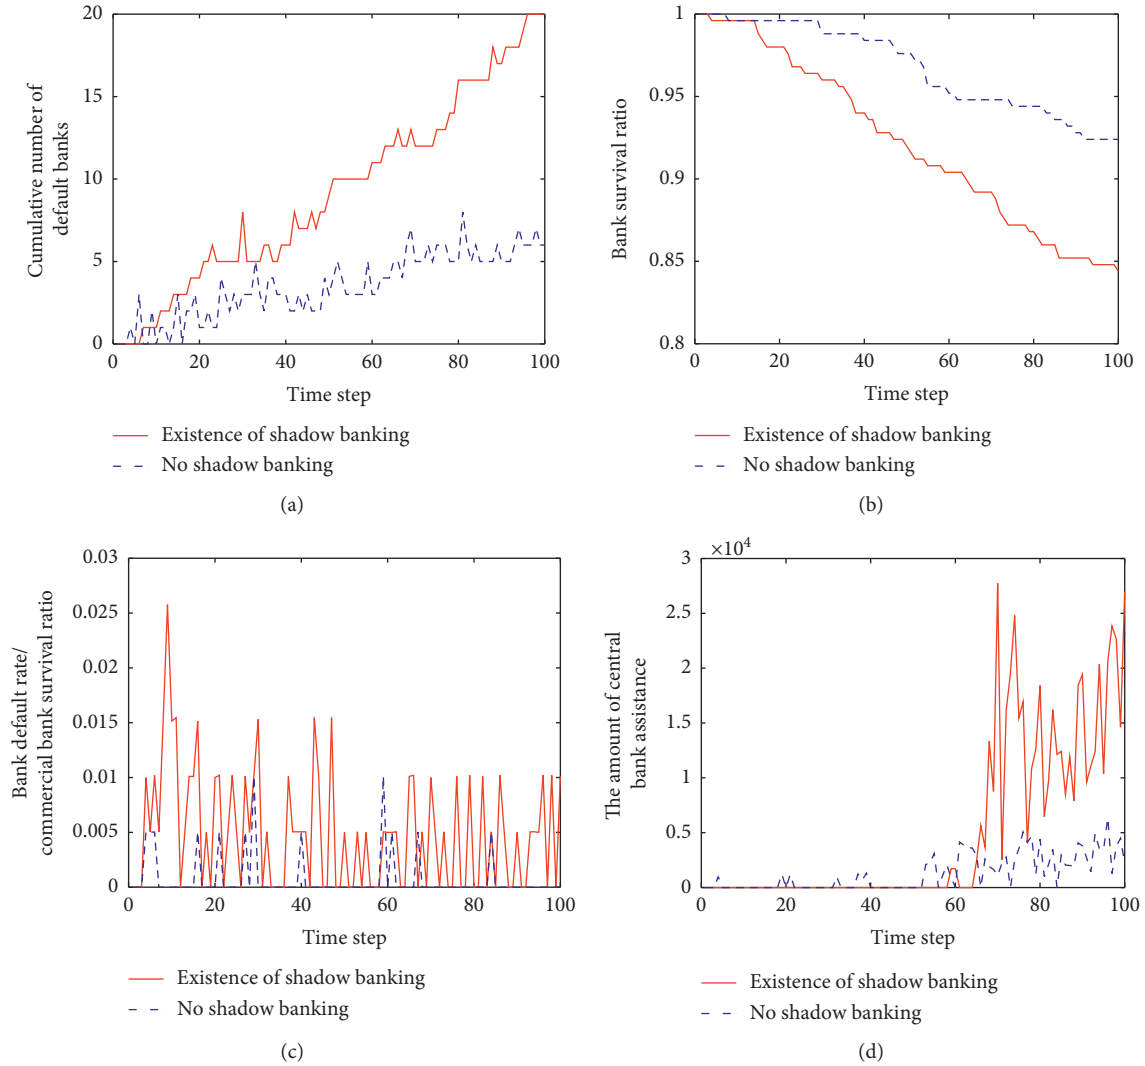 20
15
10
5
0
Cumulative number of
default banks
0
20
40
60
80
100
Time step
Existence of shadow banking
No shadow banking
(a)
1
0.95
0.9
0.85
0.8
Bank survival ratio
0
20
40
60
80
100
Time step
Existence of shadow banking
No shadow banking
(b)
0.03
0.025
0.02
0.015
0.01
0.005
0
Bank default rate/
commercial bank survival ratio
0
20
40
60
80
100
Time step
Existence of shadow banking
No shadow banking
(c)
×10⁴
3
2.5
2
1.5
1
0.5
0
The amount of central
bank assistance
0
20
40
60
80
100
Time step
Existence of shadow banking
No shadow banking
(d)